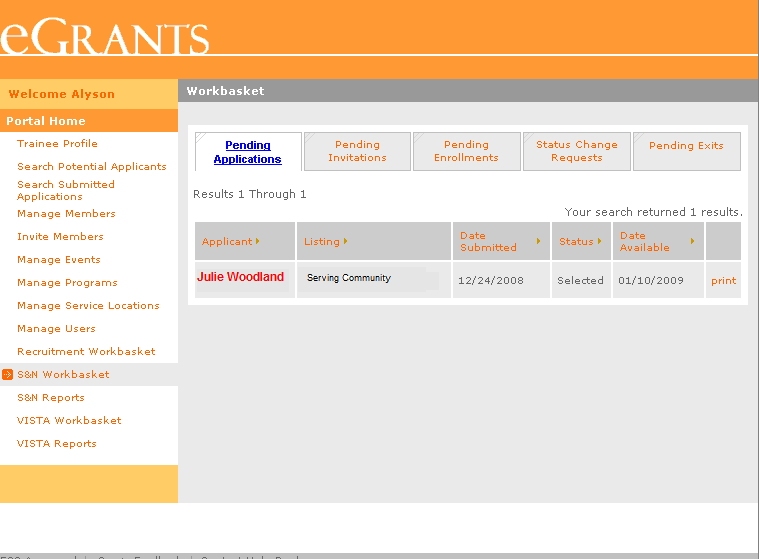 eGRANTS
Welcome Alyson
Portal Home
Trainee Profile
Search Potential Applicants
Search Submitted
Applications
Manage Members
Invite Members
Manage Events
Manage Programs
Manage Service Locations
Manage Users
Recruitment Workbasket
S&N Workbasket
S&N Reports
VISTA Workbasket
VISTA Reports
Workbasket
Pending
Applications
Pending
Invitations
Pending
Enrollments
Status Change
Requests
Pending Exits
Results 1 Through 1
Your search returned 1 results.
Applicant
Listing
Date
Submitted
Status
Date
Available
Julie Woodland
Serving Community
12/24/2008
Selected
01/10/2009
print